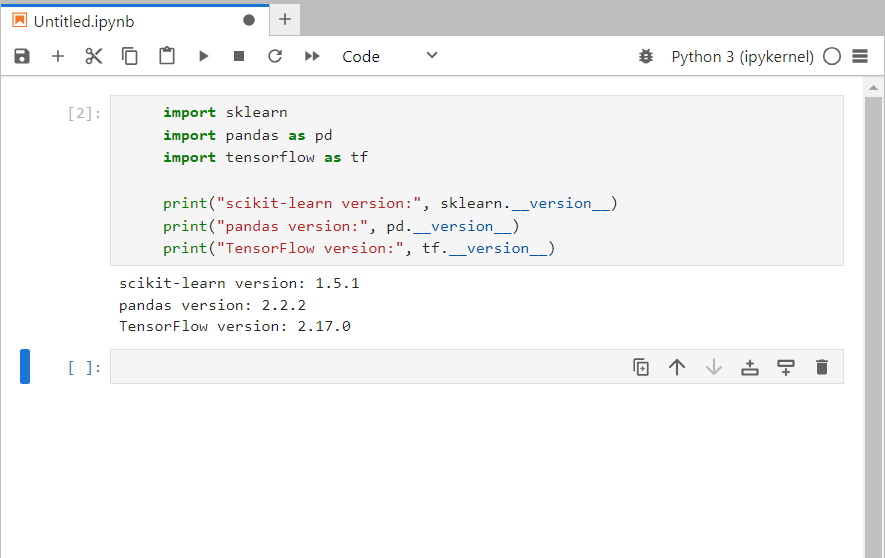 Untitled.ipynb
Code
Python 3 (ipykernel)
[2]:
import sklearn
import pandas as pd
import tensorflow as tf
print("scikit-learn version:", sklearn.__version__)
print("pandas version:", pd.__version__)
print("TensorFlow version:", tf.__version__)
scikit-learn version: 1.5.1
pandas version: 2.2.2
TensorFlow version: 2.17.0
[ ]: